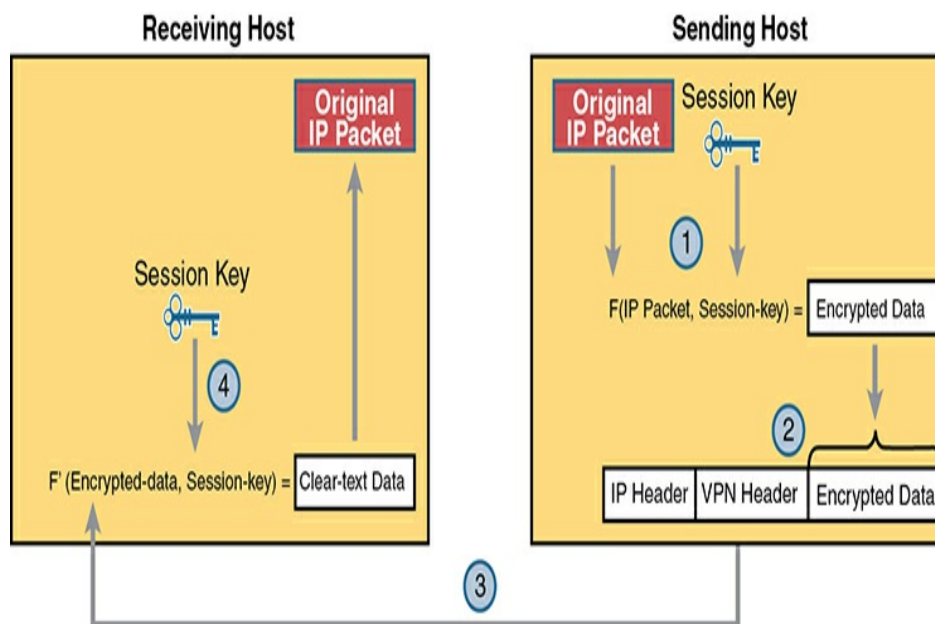 Receiving Host
Original
IP Packet
Session Key
4
F' (Encrypted-data, Session-key) = Clear-text Data
Sending Host
Original
IP Packet
Session Key
1
F(IP Packet, Session-key) = Encrypted Data
2
IP Header VPN Header Encrypted Data
3